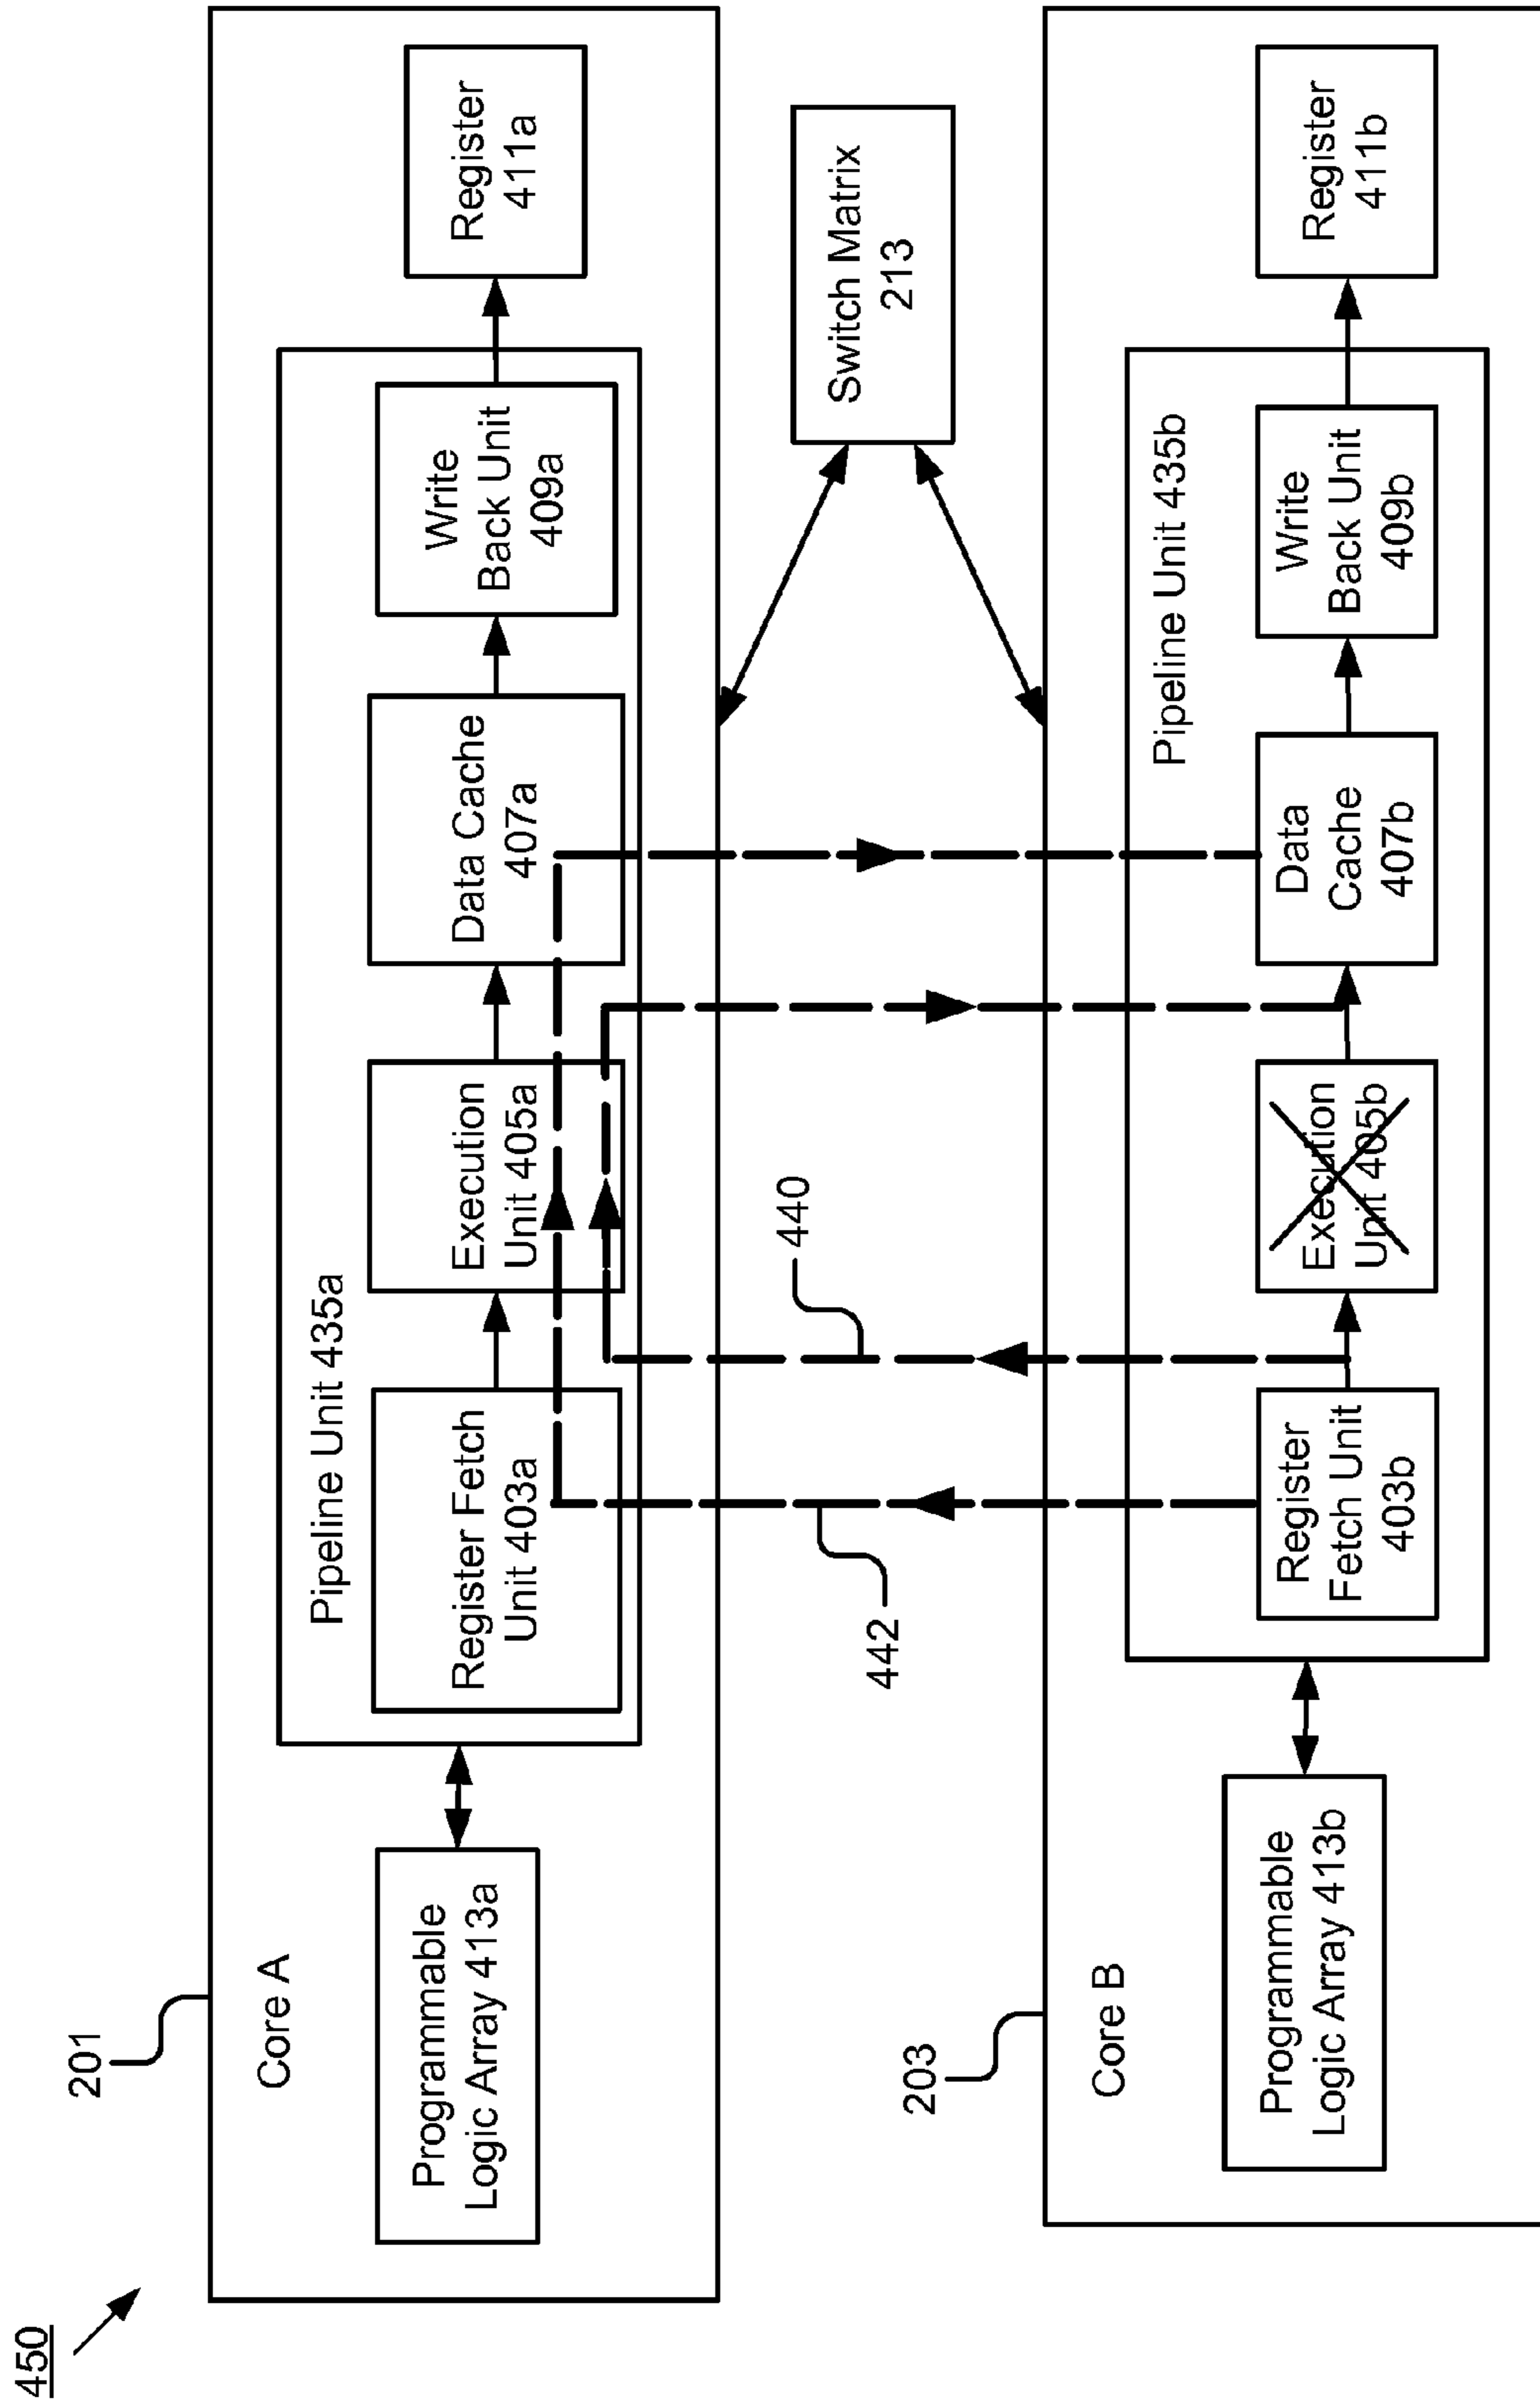 450
201
Core A
Programmable
Logic Array 413a
Pipeline Unit 435a
Register Fetch
Unit 403a
Execution
Unit 405a
Data Cache
407a
Write
Back Unit
409a
Register
411a
442
440
Switch Matrix
213
203
Core B
Programmable
Logic Array 413b
Pipeline Unit 435b
Register
Fetch Unit
403b
Execution
Unit 405b
Data
Cache
407b
Write
Back Unit
409b
Register
411b